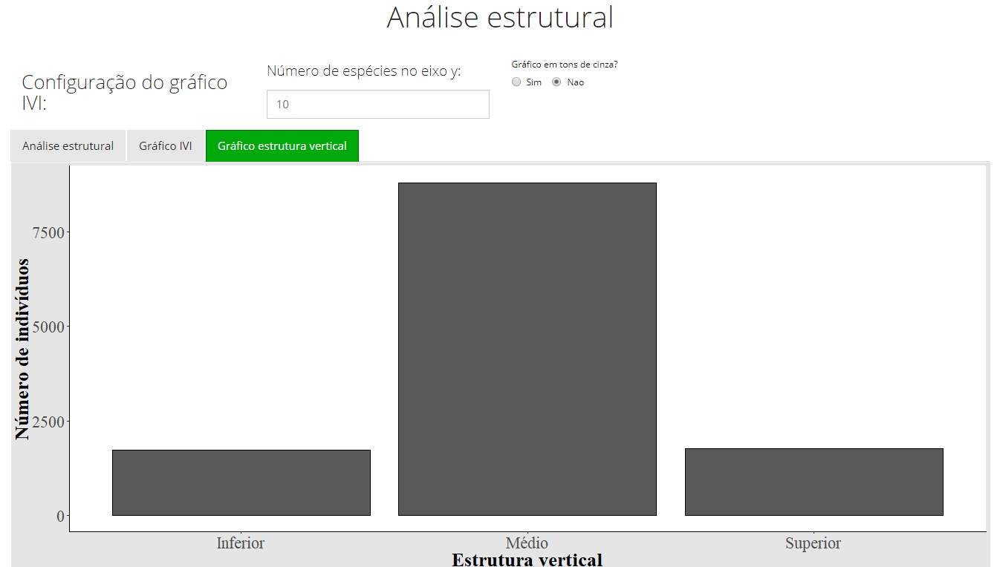 Análise estrutural
Configuração do gráfico
IVI:
Número de espécies no eixo y:
10
Gráfico em tons de cinza?
Sim Nao
Análise estrutural Gráfico IVI Gráfico estrutura vertical
Número de indivíduos
7500
5000
2500
0
Inferior Médio Superior
Estrutura vertical